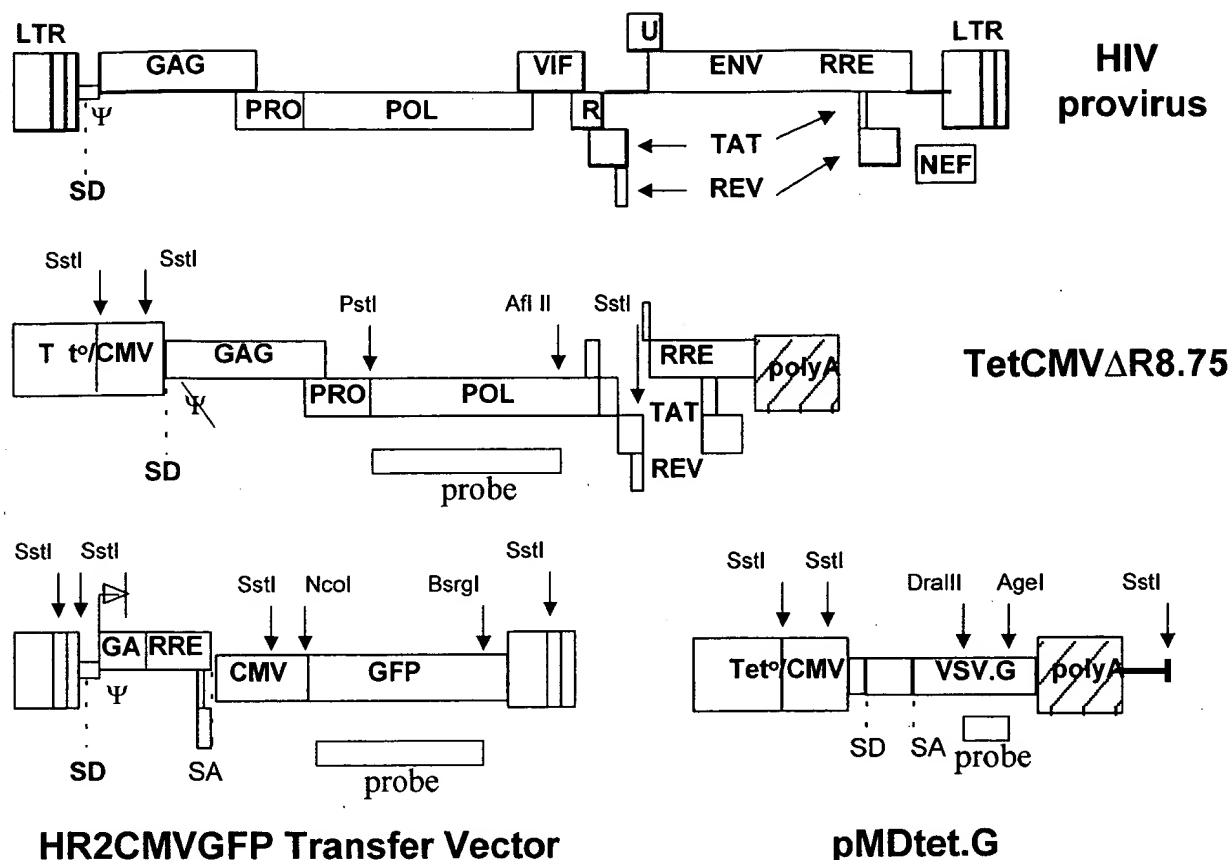 LTR
GAG
VIF
U
ENV
RRE
LTR
HIV
provirus
Ψ
PRO
POL
R
TAT
REV
NEF
SD
SstI
SstI
PstI
Afl II
SstI
T t°/CMV
GAG
RRE
polyA
TetCMVΔR8.75
Ψ
PRO
POL
TAT
REV
SD
probe
SstI
SstI
SstI
NcoI
BsrgI
SstI
GA
RRE
CMV
GFP
Ψ
SD
SA
probe
HR2CMVGFP Transfer Vector
SstI
SstI
DraIII
AgeI
SstI
Tet°/CMV
VSV.G
polyA
SD
SA
probe
pMDtet.G